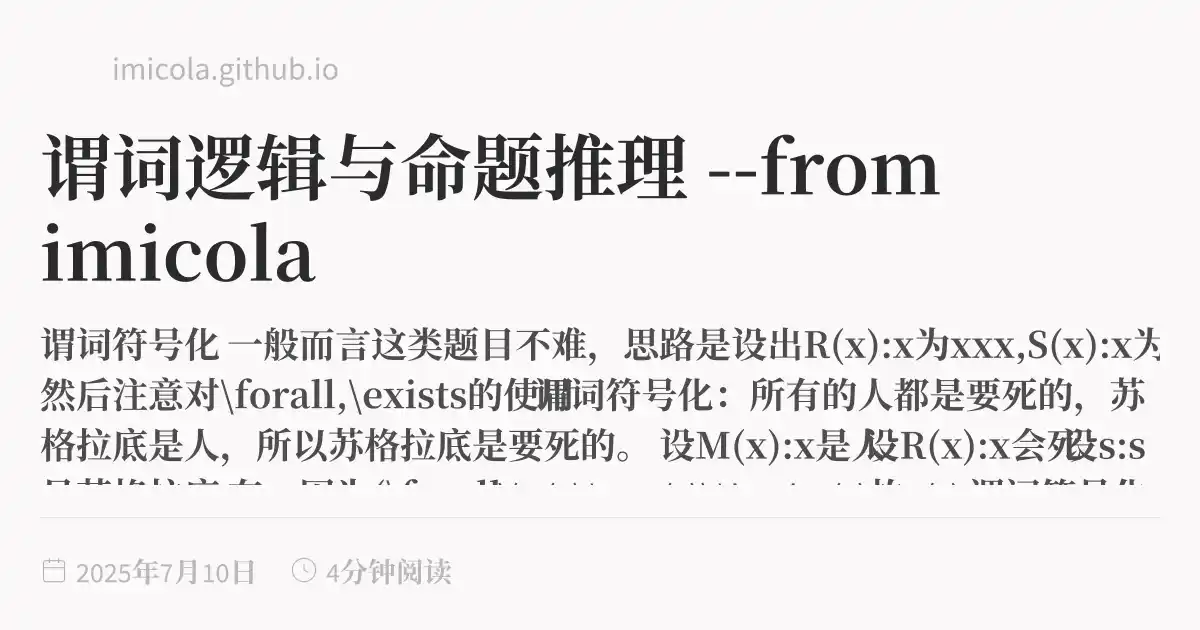 imicola.github.io
谓词逻辑与命题推理 --from
imicola
谓词符号化 一般而言这类题目不难，思路是设出R(x):x为xxx,S(x):x为
然后注意对\forall,\exists的使用谓词符号化：所有的人都是要死的，苏
格拉底是人，所以苏格拉底是要死的。 设M(x):x是人设R(x):x会死设s:s
2025年7月10日
4分钟阅读